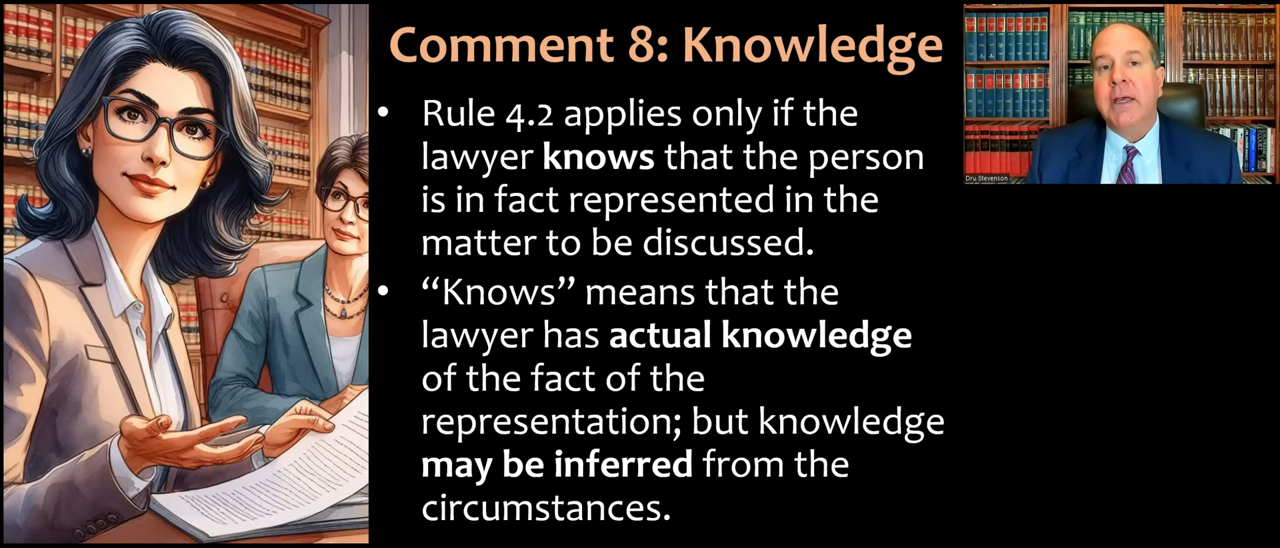 Comment 8: Knowledge
• Rule 4.2 applies only if the
lawyer knows that the person
is in fact represented in the
matter to be discussed.
• “Knows” means that the
lawyer has actual knowledge
of the fact of the
representation; but knowledge
may be inferred from the
circumstances.
Dru Stevenson